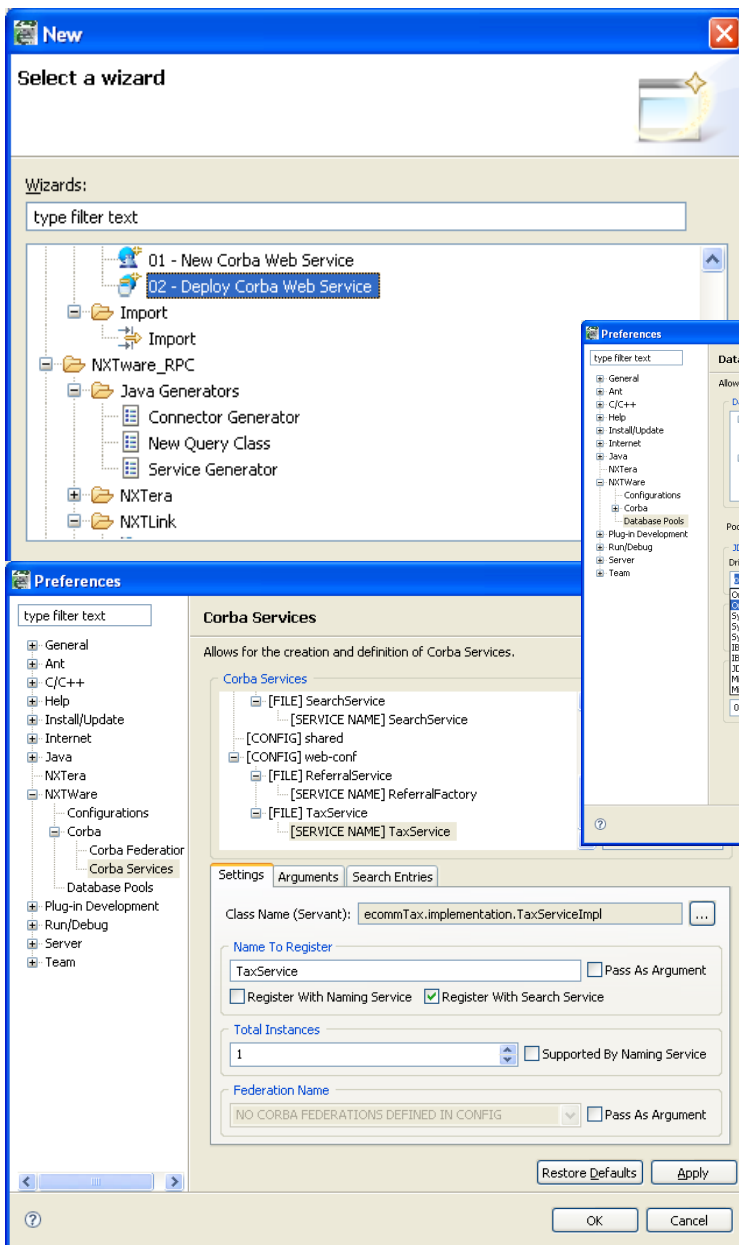 New
Select a wizard
Wizards:
type filter text
01 - New Corba Web Service
02 - Deploy Corba Web Service
Import
Import
NXTware_RPC
Java Generators
Connector Generator
New Query Class
Service Generator
NXTera
NXTLink
Preferences
type filter text
General
Ant
C/C++
Help
Install/Update
Internet
Java
NXTera
NXTWare
Configurations
Corba
Database Pools
Plug-in Development
Run/Debug
Server
Team
Allow
Preferences
type filter text
General
Ant
C/C++
Help
Install/Update
Internet
Java
NXTera
NXTWare
Configurations
Corba
Corba Federation
Corba Services
Database Pools
Plug-in Development
Run/Debug
Server
Team
Corba Services
Allows for the creation and definition of Corba Services.
Corba Services
[FILE] SearchService
[SERVICE NAME] SearchService
[CONFIG] shared
[CONFIG] web-conf
[FILE] ReferralService
[SERVICE NAME] ReferralFactory
[FILE] TaxService
[SERVICE NAME] TaxService
Settings Arguments Search Entries
Class Name (Servant): ecommTax.implementation.TaxServiceImpl ...
Name To Register
TaxService Pass As Argument
Register With Naming Service Register With Search Service
Total Instances
1 Supported By Naming Service
Federation Name
NO CORBA FEDERATIONS DEFINED IN CONFIG Pass As Argument
Restore Defaults Apply
OK Cancel